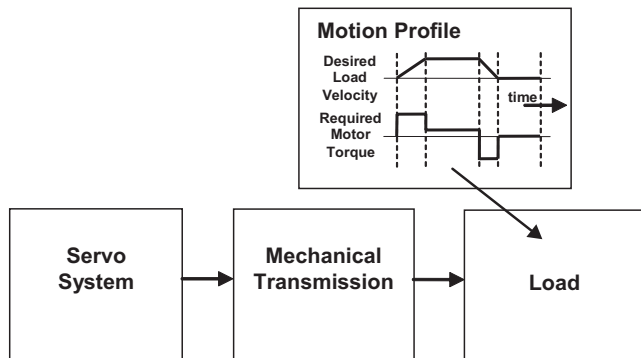 Motion Profile
Desired
Load
Velocity
time
Required
Motor
Torque
Servo
System
Mechanical
Transmission
Load